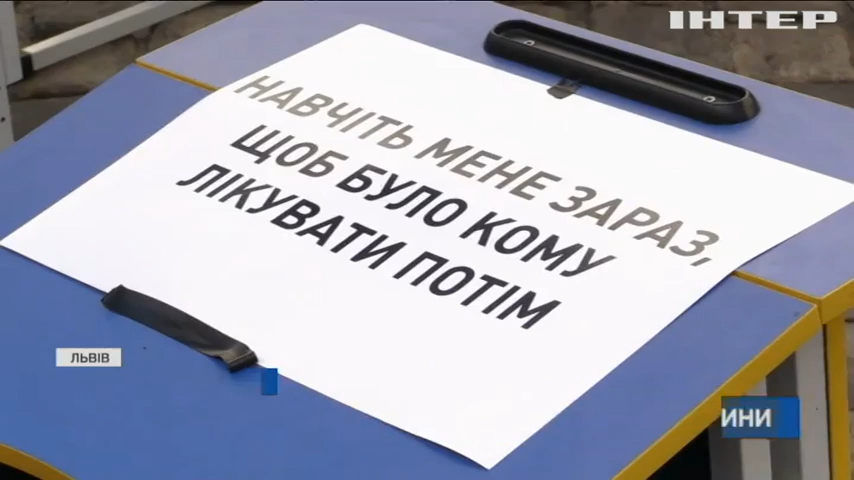 ІНТЕР
НАВЧІТЬ МЕНЕ ЗАРАЗ,
ЩОБ БУЛО КОМУ
ЛІКУВАТИ ПОТІМ
ЛЬВІВ
ИНИ